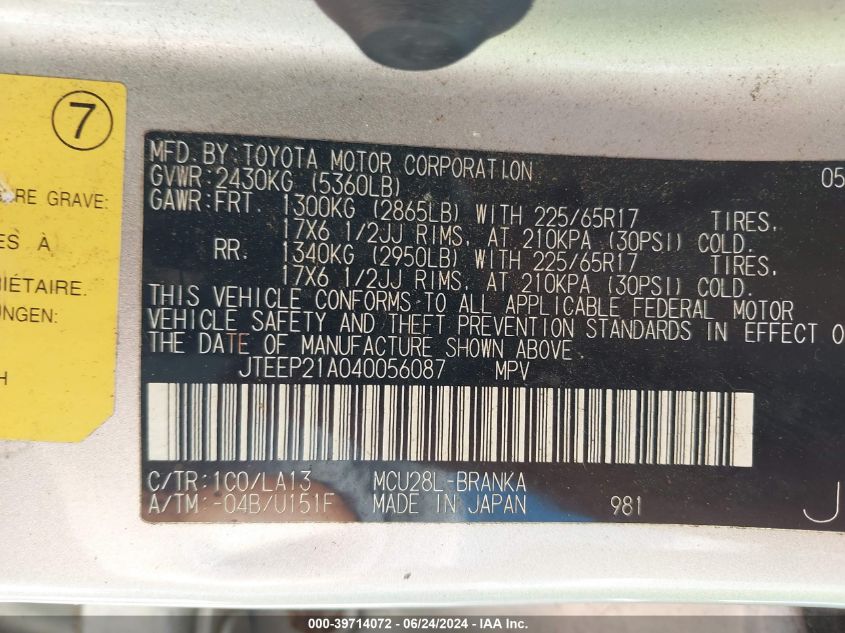 7
RE GRAVE:
ES À
RIÉTAIRE.
UNGEN:
H
MFD.BY:TOYOTA MOTOR CORPORATION 05
GVWR:2430KG (5360LB)
GAWR:FRT. 1300KG (2865LB) WITH 225/65R17 TIRES,
17X6 1/2JJ RIMS, AT 210KPA (30PSI) COLD.
RR. 1340KG (2950LB) WITH 225/65R17 TIRES,
17X6 1/2JJ RIMS, AT 210KPA (30PSI) COLD.
THIS VEHICLE CONFORMS TO ALL APPLICABLE FEDERAL MOTOR
VEHICLE SAFETY AND THEFT PREVENTION STANDARDS IN EFFECT O
THE DATE OF MANUFACTURE SHOWN ABOVE.
JTEEP21A040056087 MPV
C/TR:1C0/LA13 MCU28L-BRANKA
A/TM:-04B/U151F MADE IN JAPAN 981 J
000-39714072 - 06/24/2024 - IAA Inc.